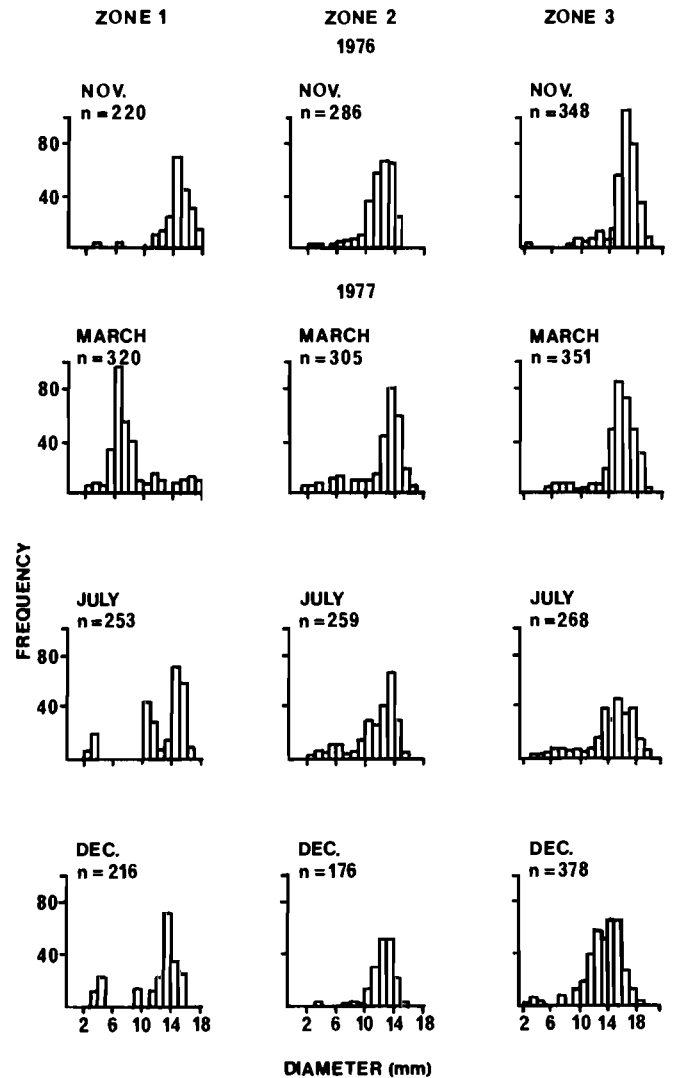 ZONE 1 ZONE 2 ZONE 3
1976
NOV. NOV. NOV.
n=220 n=286 n=348
80
40
1977
MARCH MARCH MARCH
n=320 n=305 n=351
80
40
FREQUENCY
JULY JULY JULY
n=253 n=259 n=268
80
40
DEC. DEC. DEC.
n=216 n=176 n=378
80
40
2 6 10 14 18 2 6 10 14 18 2 6 10 14 18
DIAMETER (mm)